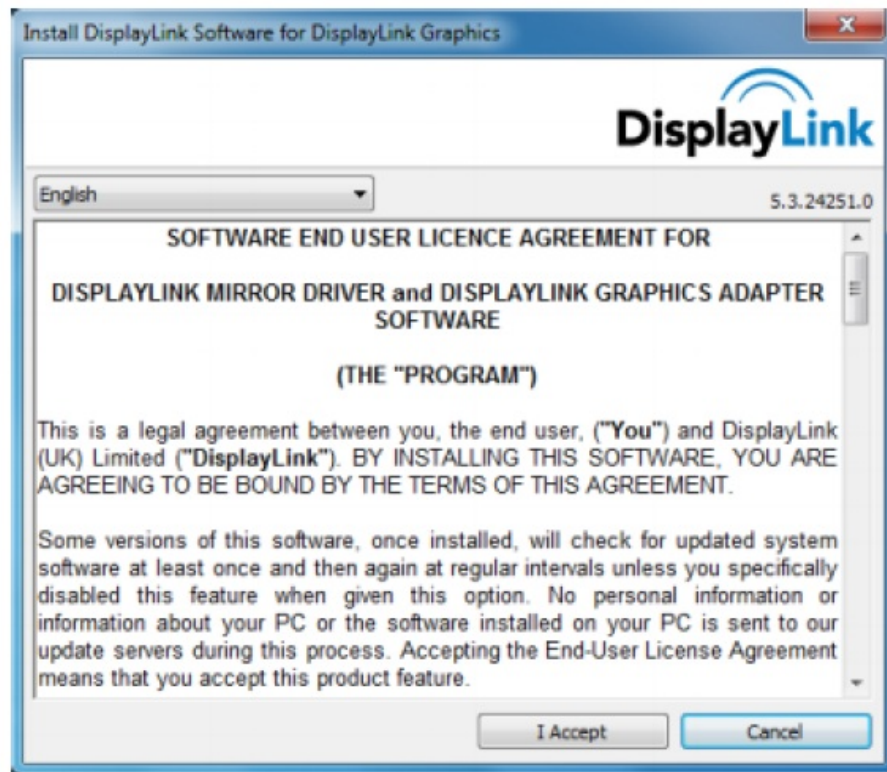 Install DisplayLink Software for DisplayLink Graphics
DisplayLink
English
5.3.24251.0
SOFTWARE END USER LICENCE AGREEMENT FOR
DISPLAYLINK MIRROR DRIVER and DISPLAYLINK GRAPHICS ADAPTER
SOFTWARE
(THE "PROGRAM")
This is a legal agreement between you, the end user, ("You") and DisplayLink
(UK) Limited ("DisplayLink"). BY INSTALLING THIS SOFTWARE, YOU ARE
AGREEING TO BE BOUND BY THE TERMS OF THIS AGREEMENT.
Some versions of this software, once installed, will check for updated system
software at least once and then again at regular intervals unless you specifically
disabled this feature when given this option. No personal information or
information about your PC or the software installed on your PC is sent to our
update servers during this process. Accepting the End-User License Agreement
means that you accept this product feature.
I Accept
Cancel